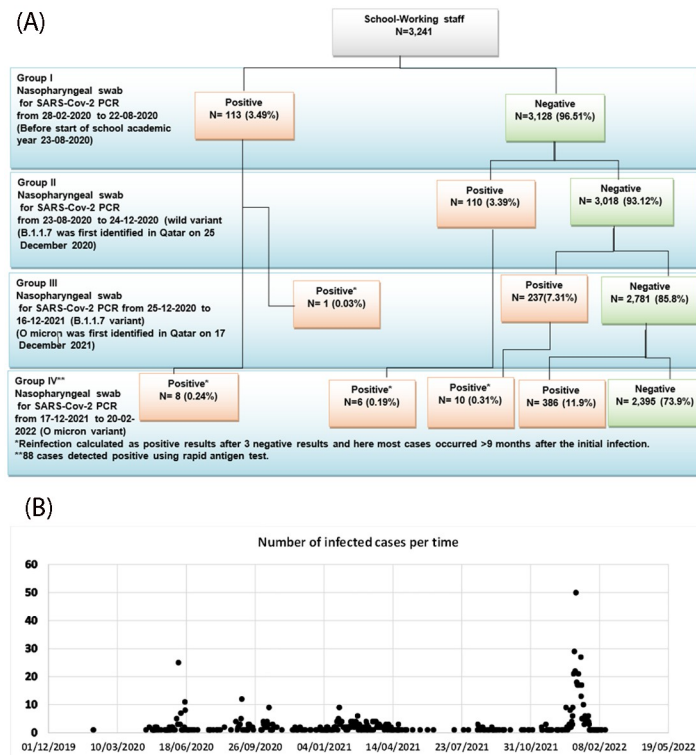 (A)
School-Working staff
N=3,241
Group I
Nasopharyngeal swab
for SARS-Cov-2 PCR
from 28-02-2020 to 22-08-2020
(Before start of school academic
year 23-08-2020)
Positive
N= 113 (3.49%)
Negative
N=3,128 (96.51%)
Group II
Nasopharyngeal swab
for SARS-Cov-2 PCR
from 23-08-2020 to 24-12-2020 (wild variant
(B.1.1.7 was first identified in Qatar on 25
December 2020)
Positive
N= 110 (3.39%)
Negative
N= 3,018 (93.12%)
Group III
Nasopharyngeal swab
for SARS-Cov-2 PCR from 25-12-2020 to
16-12-2021 (B.1.1.7 variant)
(O micron was first identified in Qatar on 17
December 2021)
Positive*
N= 1 (0.03%)
Positive
N= 237(7.31%)
Negative
N= 2,781 (85.8%)
Group IV**
Nasopharyngeal swab
for SARS-Cov-2 PCR
from 17-12-2021 to 20-02-
2022 (O micron variant)
Positive*
N= 8 (0.24%)
Positive*
N=6 (0.19%)
Positive*
N= 10 (0.31%)
Positive
N= 386 (11.9%)
Negative
N= 2,395 (73.9%)
*Reinfection calculated as positive results after 3 negative results and here most cases occurred >9 months after the initial infection.
**88 cases detected positive using rapid antigen test.
(B)
Number of infected cases per time
60
50
40
30
20
10
0
01/12/2019 10/03/2020 18/06/2020 26/09/2020 04/01/2021 14/04/2021 23/07/2021 31/10/2021 08/02/2022 19/05/2022